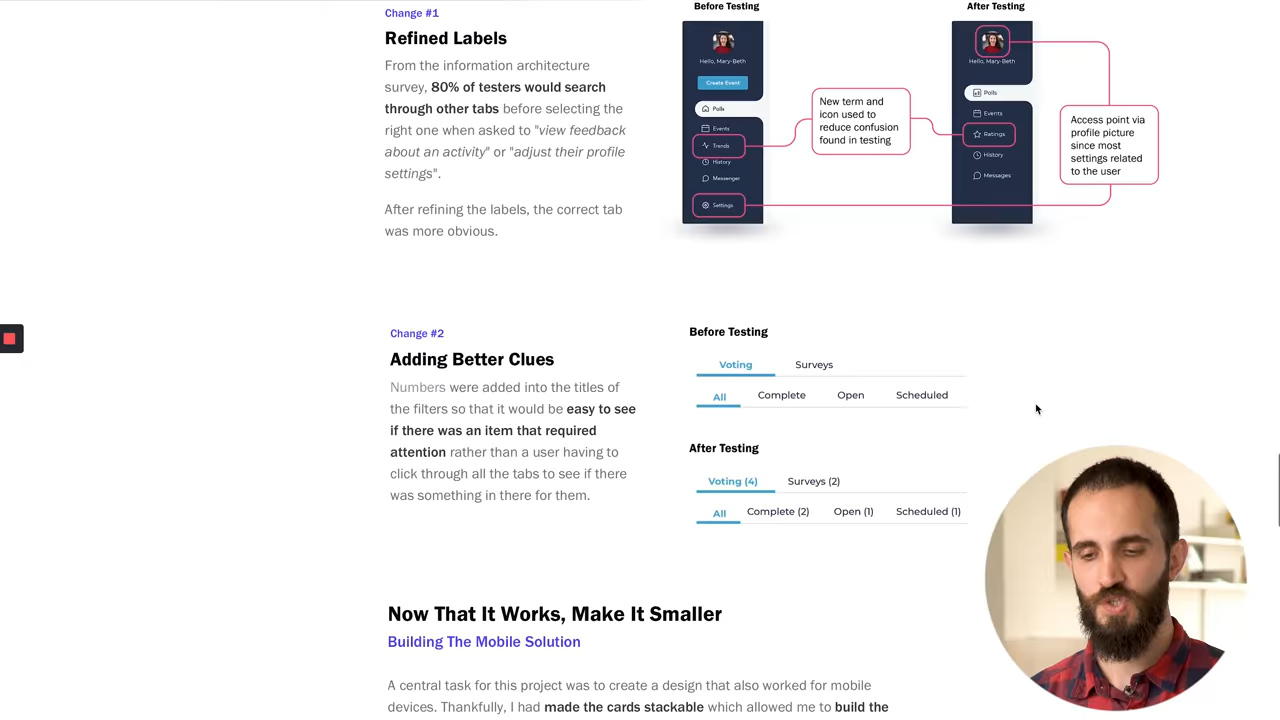 Change #1
Refined Labels
From the information architecture
survey, 80% of testers would search
through other tabs before selecting the
right one when asked to "view feedback
about an activity" or "adjust their profile
settings".
After refining the labels, the correct tab
was more obvious.
Before Testing
Hello, Mary-Beth
Create Event
Polls
Events
Trends
History
Messenger
Settings
New term and
icon used to
reduce confusion
found in testing
After Testing
Hello, Mary-Beth
Polls
Events
Ratings
History
Messages
Access point via
profile picture
since most
settings related
to the user
Change #2
Adding Better Clues
Numbers were added into the titles of
the filters so that it would be easy to see
if there was an item that required
attention rather than a user having to
click through all the tabs to see if there
was something in there for them.
Before Testing
Voting Surveys
All Complete Open Scheduled
After Testing
Voting (4) Surveys (2)
All Complete (2) Open (1) Scheduled (1)
Now That It Works, Make It Smaller
Building The Mobile Solution
A central task for this project was to create a design that also worked for mobile
devices. Thankfully, I had made the cards stackable which allowed me to build the